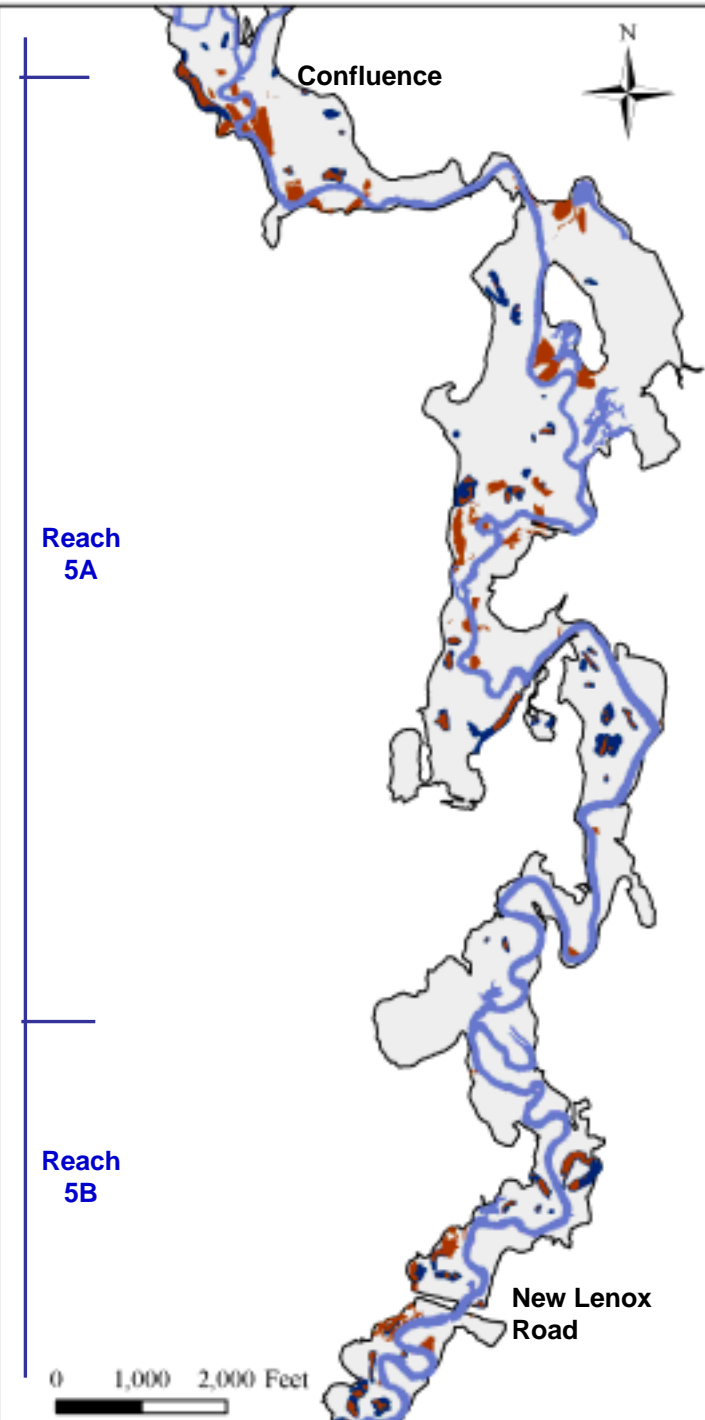 N
Confluence
Reach
5A
Reach
5B
New Lenox
Road
0 1,000 2,000 Feet